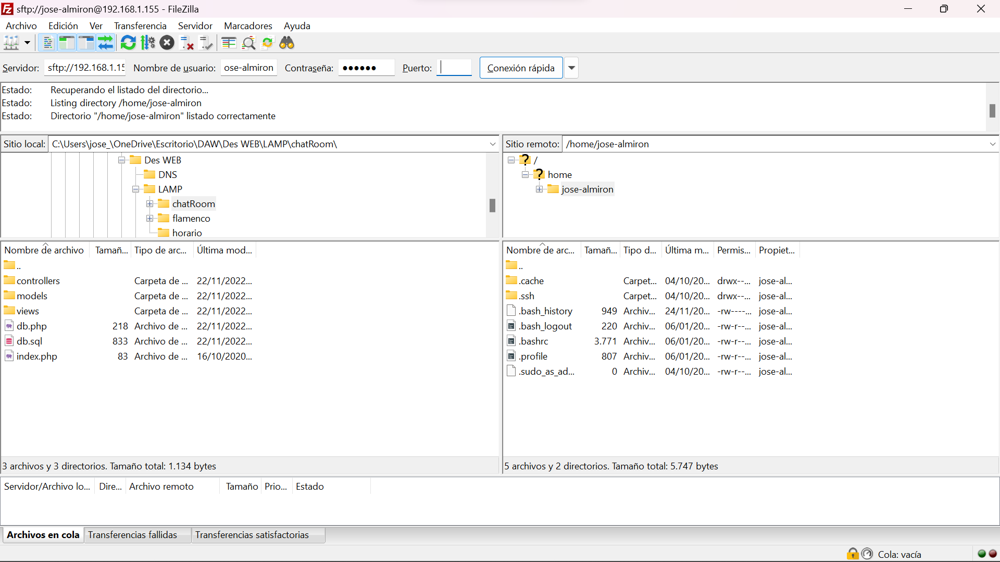 sftp://jose-almiron@192.168.1.155 - FileZilla
Archivo Edición Ver Transferencia Servidor Marcadores Ayuda
Servidor: sftp://192.168.1.15 Nombre de usuario: ose-almiron Contraseña: ●●●●●● Puerto: Conexión rápida
Estado: Recuperando el listado del directorio...
Estado: Listing directory /home/jose-almiron
Estado: Directorio "/home/jose-almiron" listado correctamente
Sitio local: C:\Users\jose_\OneDrive\Escritorio\DAW\Des WEB\LAMP\chatRoom\
Des WEB
DNS
LAMP
chatRoom
flamenco
horario
Sitio remoto: /home/jose-almiron
/
home
jose-almiron
Nombre de archivo Tamañ... Tipo de arc... Última mod...
..
controllers Carpeta de ... 22/11/2022...
models Carpeta de ... 22/11/2022...
views Carpeta de ... 22/11/2022...
db.php 218 Archivo de ... 22/11/2022...
db.sql 833 Archivo de ... 22/11/2022...
index.php 83 Archivo de ... 16/10/2020...
3 archivos y 3 directorios. Tamaño total: 1.134 bytes
Nombre de arc... Tamañ... Tipo d... Última m... Permis... Propiet...
..
.cache Carpet... 04/10/20... drwx--... jose-al...
.ssh Carpet... 04/10/20... drwx--... jose-al...
.bash_history 949 Archiv... 24/11/20... -rw----... jose-al...
.bash_logout 220 Archiv... 06/01/20... -rw-r--... jose-al...
.bashrc 3.771 Archiv... 06/01/20... -rw-r--... jose-al...
.profile 807 Archiv... 06/01/20... -rw-r--... jose-al...
.sudo_as_ad... 0 Archiv... 04/10/20... -rw-r--... jose-al...
5 archivos y 2 directorios. Tamaño total: 5.747 bytes
Servidor/Archivo lo... Dire... Archivo remoto Tamaño Prio... Estado
Archivos en cola Transferencias fallidas Transferencias satisfactorias
Cola: vacía